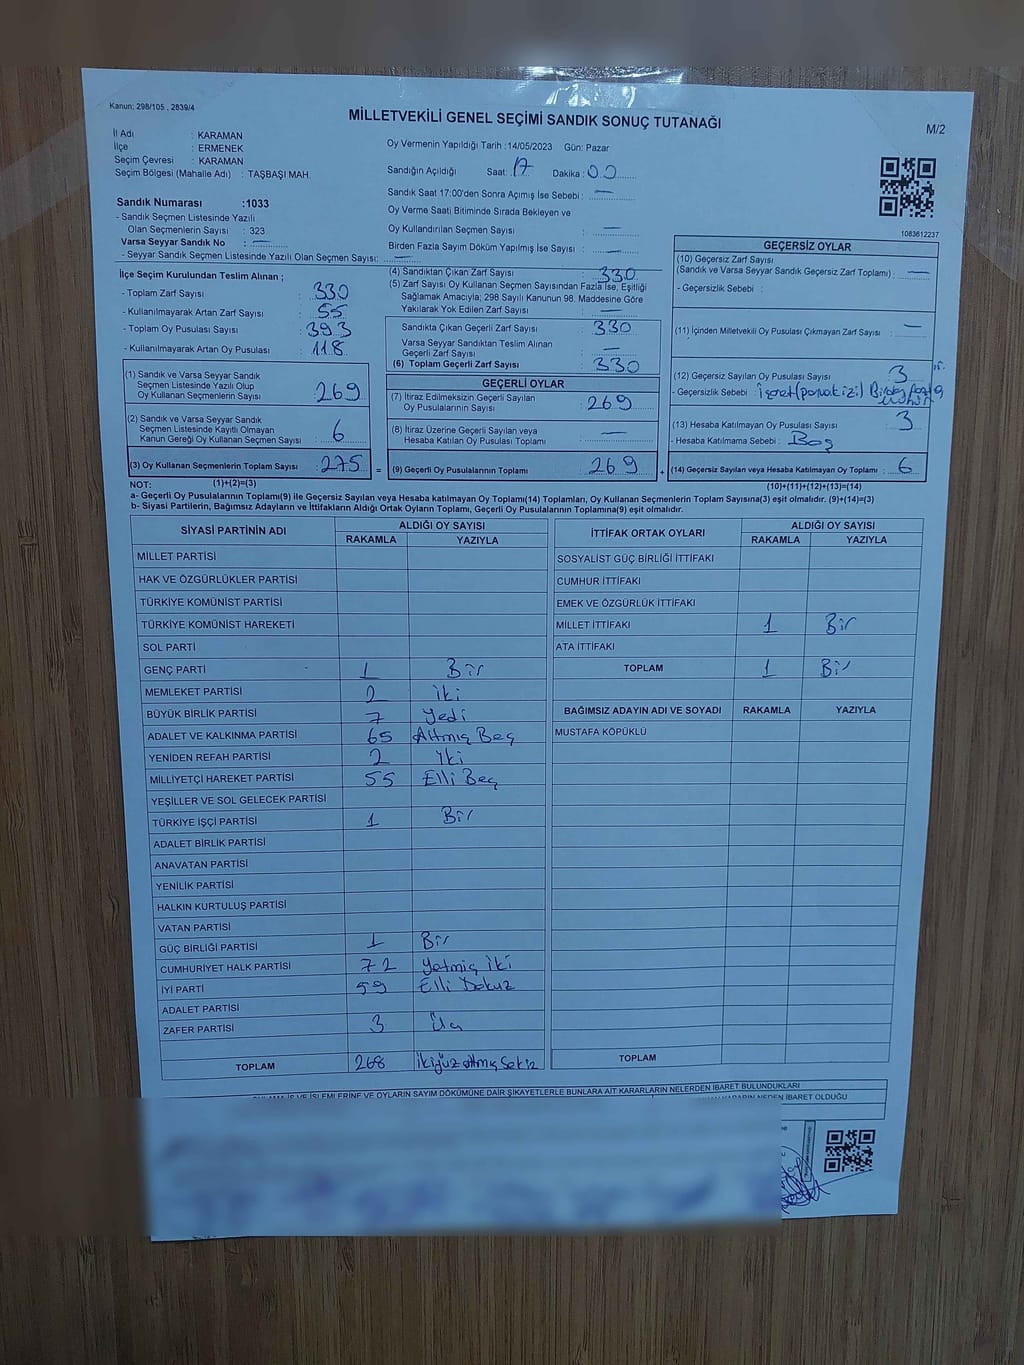 Kanun; 298/105 , 2839/4
MİLLETVEKİLİ GENEL SEÇİMİ SANDIK SONUÇ TUTANAĞI
M/2
İl Adı : KARAMAN
İlçe : ERMENEK
Seçim Çevresi : KARAMAN
Seçim Bölgesi (Mahalle Adı) : TAŞBAŞI MAH.
Oy Vermenin Yapıldığı Tarih :14/05/2023 Gün: Pazar
Sandığın Açıldığı Saat: 17 Dakika : 00
Sandık Saat 17:00'den Sonra Açımış İse Sebebi : —
Oy Verme Saati Bitiminde Sırada Bekleyen ve
Oy Kullandırılan Seçmen Sayısı : —
Birden Fazla Sayım Döküm Yapılmış İse Sayısı : —
Sandık Numarası :1033
- Sandık Seçmen Listesinde Yazılı
Olan Seçmenlerin Sayısı : 323
Varsa Seyyar Sandık No : —
- Seyyar Sandık Seçmen Listesinde Yazılı Olan Seçmen Sayısı: —
1083612237
İlçe Seçim Kurulundan Teslim Alınan ;
- Toplam Zarf Sayısı : 330
- Kullanılmayarak Artan Zarf Sayısı : 55
- Toplam Oy Pusulası Sayısı : 393
- Kullanılmayarak Artan Oy Pusulası : 118
(1) Sandık ve Varsa Seyyar Sandık
Seçmen Listesinde Yazılı Olup
Oy Kullanan Seçmen Sayısı : 269
(2) Sandık ve Varsa Seyyar Sandık
Seçmen Listesinde Kayıtlı Olmayan
Kanun Gereği Oy Kullanan Seçmen Sayısı : 6
(3) Oy Kullanan Seçmenlerin Toplam Sayısı : 275 =
(4) Sandıktan Çıkan Zarf Sayısı : 330
(5) Zarf Sayısı Oy Kullanan Seçmen Sayısından Fazla İse, Eşitliği
Sağlamak Amacıyla; 298 Sayılı Kanunun 98. Maddesine Göre
Yakılarak Yok Edilen Zarf Sayısı : —
Sandıkta Çıkan Geçerli Zarf Sayısı : 330
Varsa Seyyar Sandıktan Teslim Alınan
Geçerli Zarf Sayısı : —
(6) Toplam Geçerli Zarf Sayısı : 330
GEÇERLİ OYLAR
(7) İtiraz Edilmeksizin Geçerli Sayılan
Oy Pusulalarının Sayısı : 269
(8) İtiraz Üzerine Geçerli Sayılan veya
Hesaba Katılan Oy Pusulası Toplamı : —
(9) Geçerli Oy Pusulalarının Toplamı : 269 +
GEÇERSİZ OYLAR
(10) Geçersiz Zarf Sayısı
(Sandık ve Varsa Seyyar Sandık Geçersiz Zarf Toplamı) : —
- Geçersizlik Sebebi :
(11) İçinden Milletvekili Oy Pusulası Çıkmayan Zarf Sayısı : —
(12) Geçersiz Sayılan Oy Pusulası Sayısı : 3
- Geçersizlik Sebebi : İşaret(parmak izi)
(13) Hesaba Katılmayan Oy Pusulası Sayısı : 3
- Hesaba Katılmama Sebebi : Boş
(14) Geçersiz Sayılan veya Hesaba Katılmayan Oy Toplamı : 6
NOT: (1)+(2)=(3) (10)+(11)+(12)+(13)=(14)
a- Geçerli Oy Pusulalarının Toplamı(9) ile Geçersiz Sayılan veya Hesaba katılmayan Oy Toplamı(14) Toplamları, Oy Kullanan Seçmenlerin Toplam Sayısına(3) eşit olmalıdır. (9)+(14)=(3)
b- Siyasi Partilerin, Bağımsız Adayların ve İttifakların Aldığı Ortak Oyların Toplamı, Geçerli Oy Pusulalarının Toplamına(9) eşit olmalıdır.
SİYASİ PARTİNİN ADI ALDIĞI OY SAYISI
RAKAMLA YAZIYLA
MİLLET PARTİSİ
HAK VE ÖZGÜRLÜKLER PARTİSİ
TÜRKİYE KOMÜNİST PARTİSİ
TÜRKİYE KOMÜNİST HAREKETİ
SOL PARTİ
GENÇ PARTİ 1 Bir
MEMLEKET PARTİSİ 2 iki
BÜYÜK BİRLİK PARTİSİ 7 yedi
ADALET VE KALKINMA PARTİSİ 65 Altmış Beş
YENİDEN REFAH PARTİSİ 2 iki
MİLLİYETÇİ HAREKET PARTİSİ 55 Elli Beş
YEŞİLLER VE SOL GELECEK PARTİSİ
TÜRKİYE İŞÇİ PARTİSİ 1 Bir
ADALET BİRLİK PARTİSİ
ANAVATAN PARTİSİ
YENİLİK PARTİSİ
HALKIN KURTULUŞ PARTİSİ
VATAN PARTİSİ
GÜÇ BİRLİĞİ PARTİSİ 1 Bir
CUMHURİYET HALK PARTİSİ 72 yetmiş iki
İYİ PARTİ 59 Elli Dokuz
ADALET PARTİSİ
ZAFER PARTİSİ 3 Üç
TOPLAM 268 ikiyüz altmış sekiz
İTTİFAK ORTAK OYLARI ALDIĞI OY SAYISI
RAKAMLA YAZIYLA
SOSYALİST GÜÇ BİRLİĞİ İTTİFAKI
CUMHUR İTTİFAKI
EMEK VE ÖZGÜRLÜK İTTİFAKI
MİLLET İTTİFAKI 1 Bir
ATA İTTİFAKI
TOPLAM 1 Bir
BAĞIMSIZ ADAYIN ADI VE SOYADI RAKAMLA YAZIYLA
MUSTAFA KÖPÜKLÜ
TOPLAM
İŞ VE İŞLEMLERİNE VE OYLARIN SAYIM DÖKÜMÜNE DAİR ŞİKAYETLERLE BUNLARA AİT KARARLARIN NELERDEN İBARET BULUNDUKLARI
KARARIN NEDEN İBARET OLDUĞU